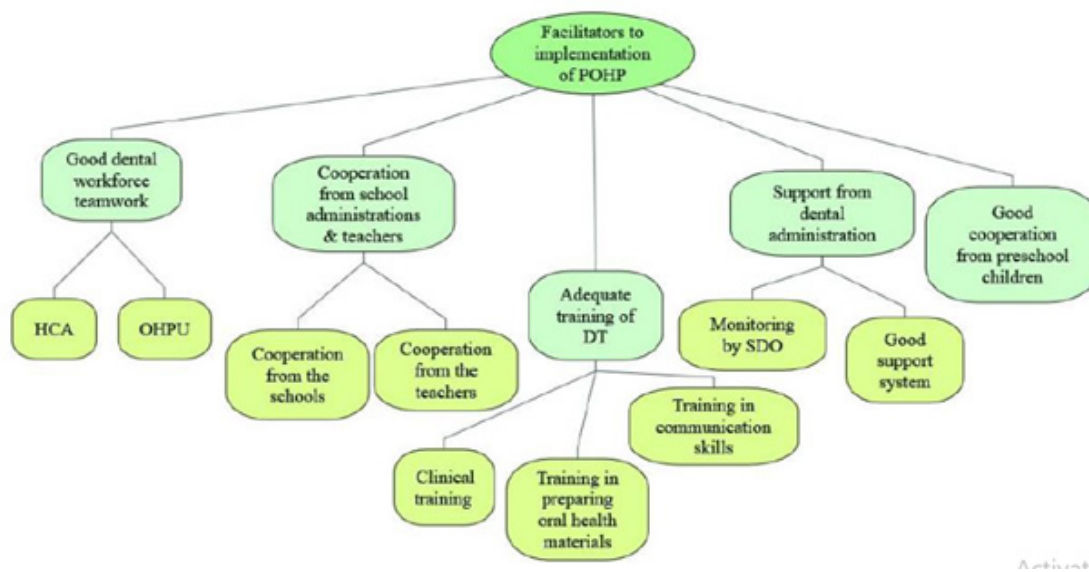 Facilitators to
implementation
of POHP
Good dental
workforce
teamwork
Cooperation
from school
administrations
& teachers
Adequate
training of
DT
Support from
dental
administration
Good
cooperation
from preschool
children
HCA
OHPU
Cooperation
from the
schools
Cooperation
from the
teachers
Clinical
training
Training in
preparing
oral health
materials
Training in
communication
skills
Monitoring
by SDO
Good
support
system
Activat